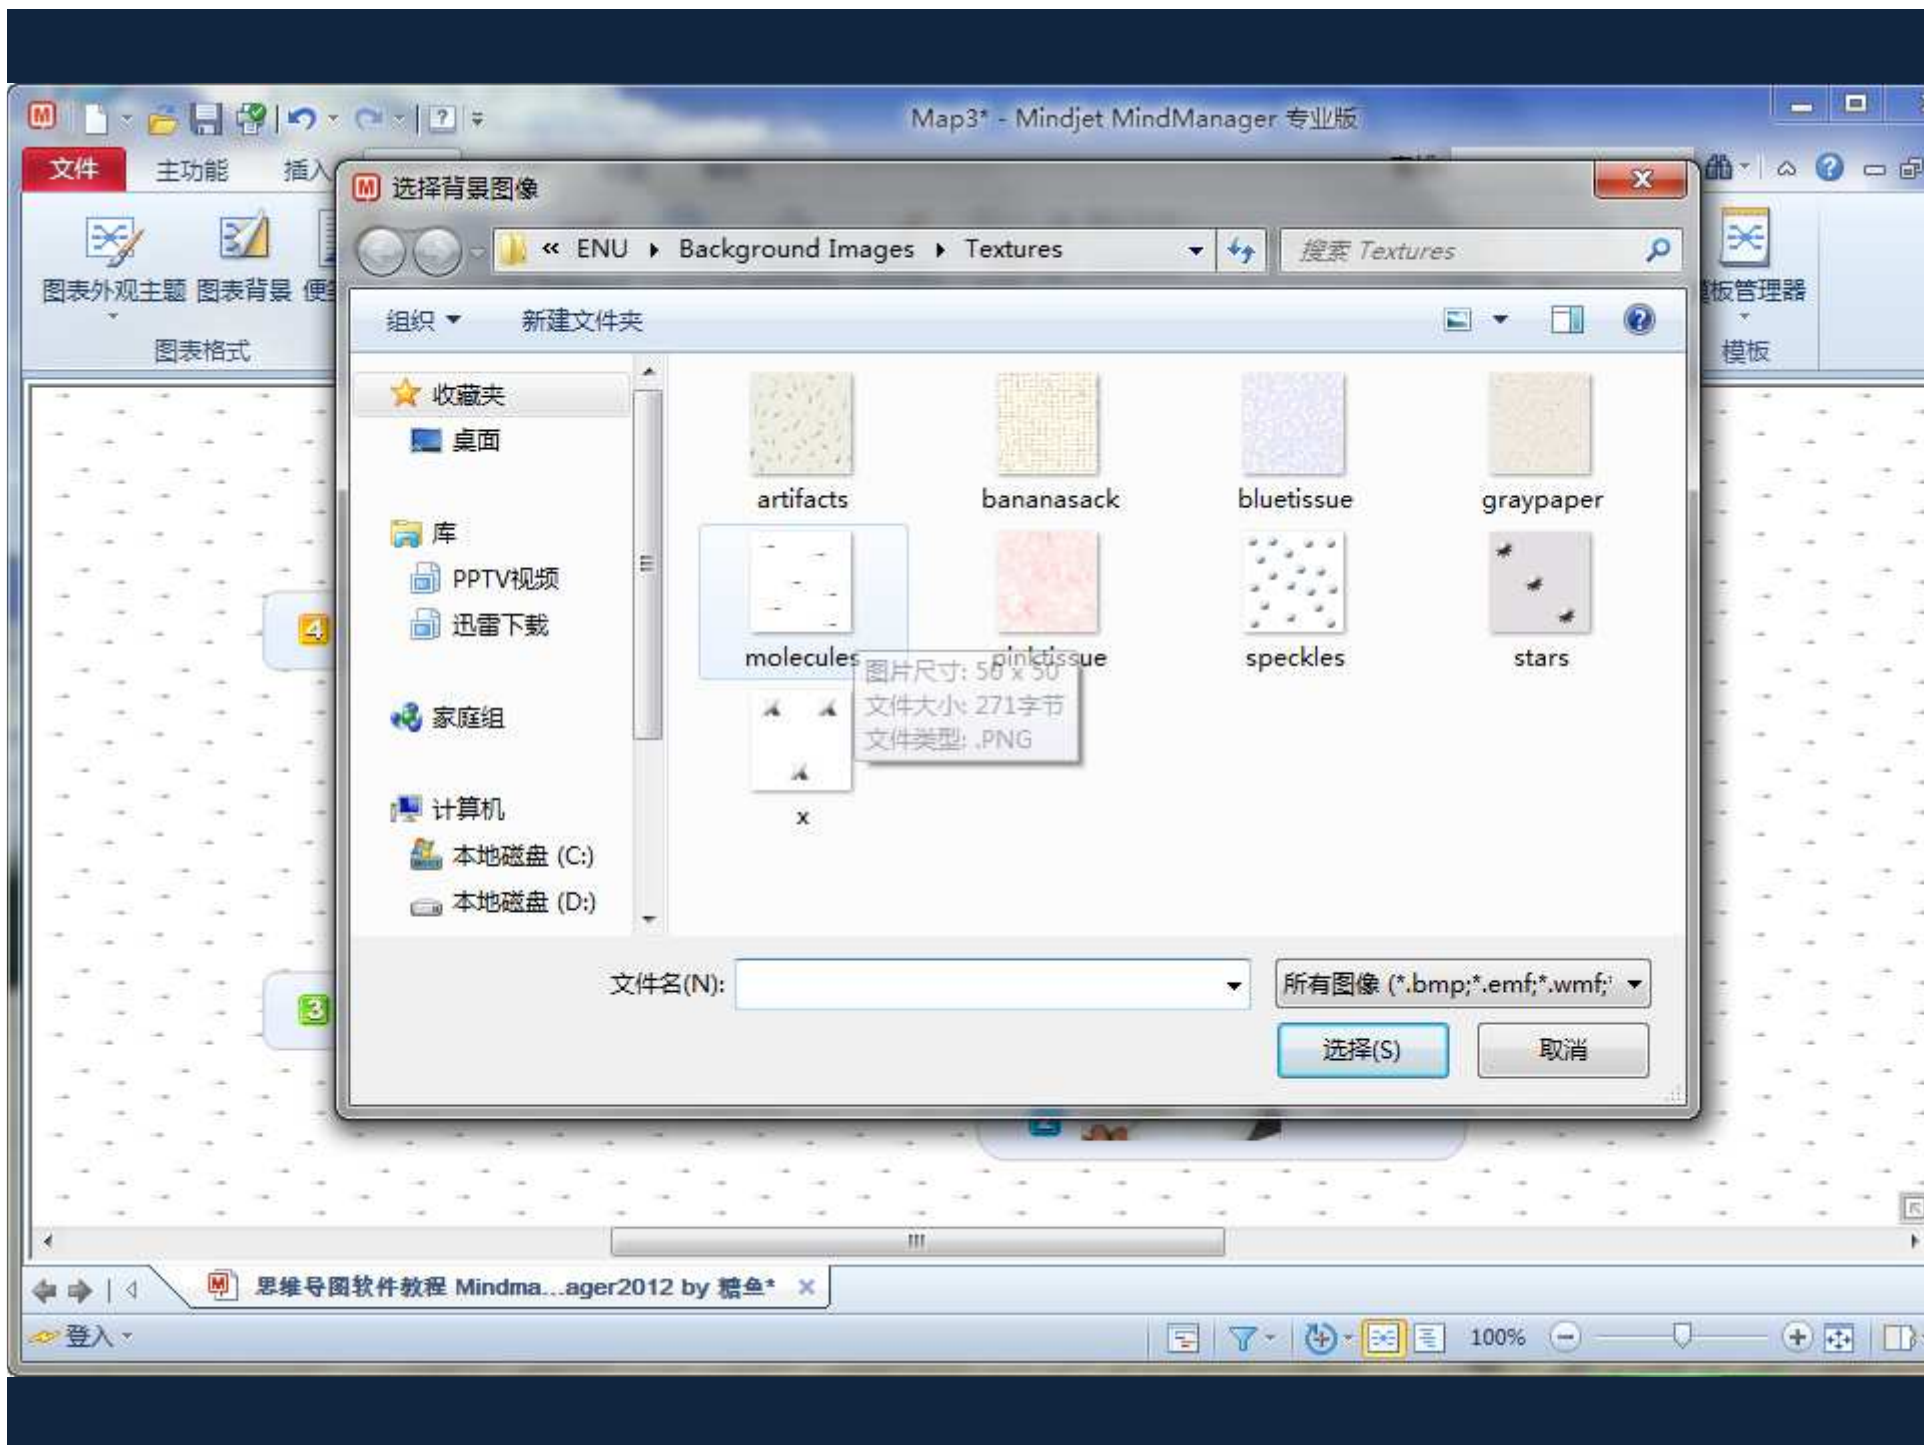 Map3* - Mindjet MindManager 专业版
文件 主功能 插入
选择背景图像
« ENU Background Images Textures
搜索 Textures
图表外观主题 图表背景
板管理器
图表格式
模板
组织 新建文件夹
收藏夹
桌面
库
PPTV视频
迅雷下载
家庭组
计算机
本地磁盘 (C:)
本地磁盘 (D:)
artifacts bananasack bluetissue graypaper
molecules pinktissue speckles stars
图片尺寸: 50 x 50
文件大小: 271字节
文件类型: .PNG
x
4
3
2
文件名(N):
所有图像 (*.bmp;*.emf;*.wmf;
选择(S) 取消
思维导图软件教程 Mindma...ager2012 by 糖鱼*
登入
100%